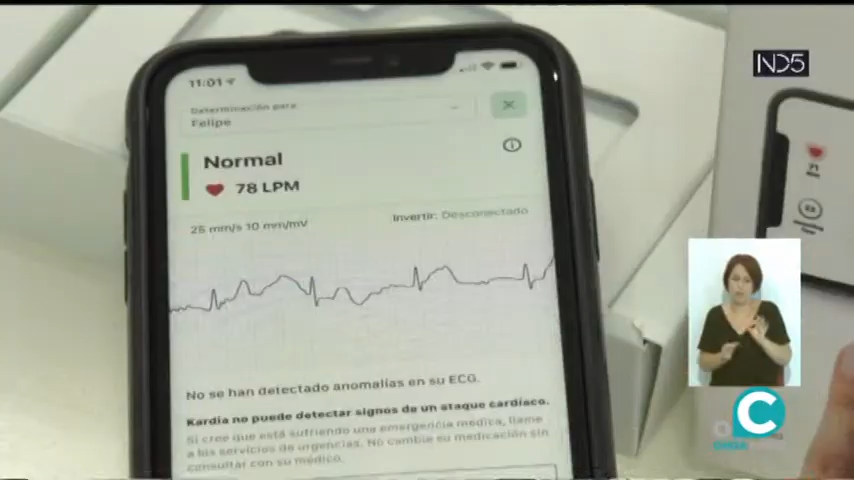 IND5
11:01
Determinación para
Felipe
Normal
78 LPM
25 mm/s 10 mm/mV
Invertir: Desconectado
No se han detectado anomalías en su ECG.
Kardia no puede detectar signos de un ataque cardíaco.
Si cree que está sufriendo una emergencia médica, llame
a los servicios de urgencias. No cambie su medicación sin
consultar con su médico.
C